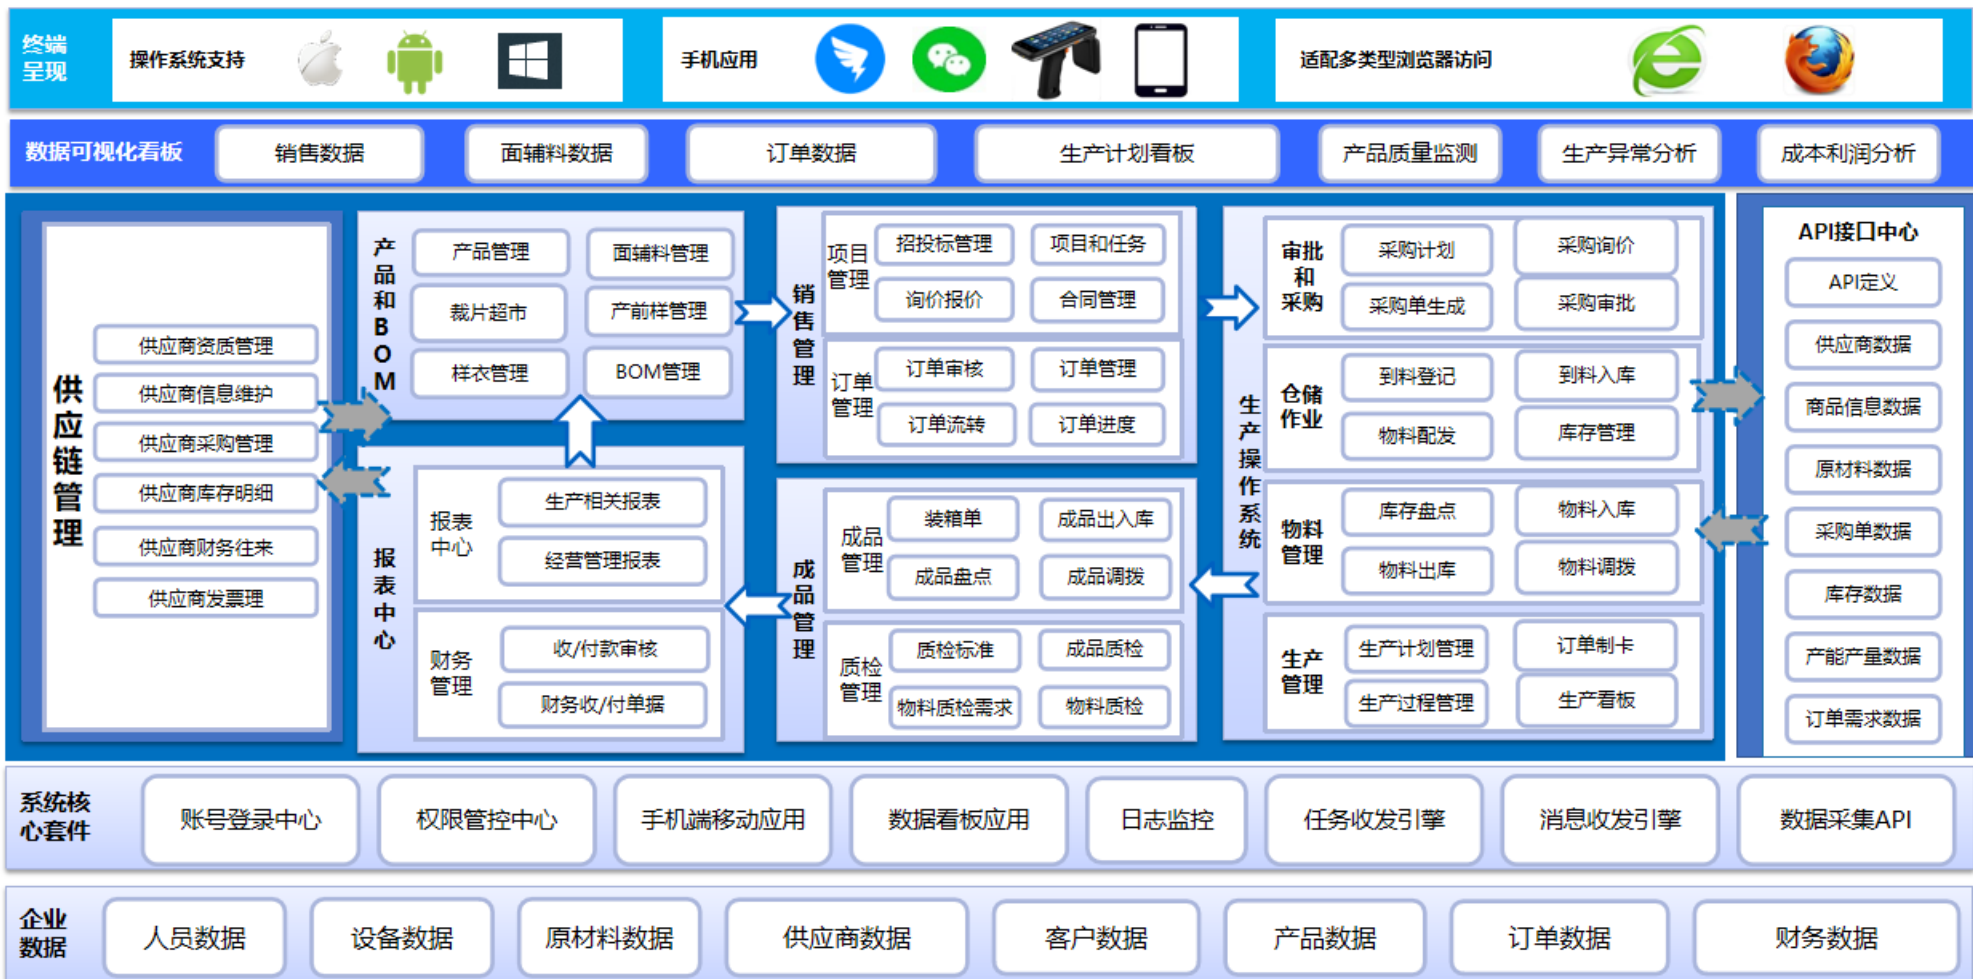 终端
呈现
操作系统支持
手机应用
适配多类型浏览器访问
数据可视化看板
销售数据
面辅料数据
订单数据
生产计划看板
产品质量监测
生产异常分析
成本利润分析
供应链管理
供应商资质管理
供应商信息维护
供应商采购管理
供应商库存明细
供应商财务往来
供应商发票理
产品和BOM
产品管理
面辅料管理
裁片超市
产前样管理
样衣管理
BOM管理
报表中心
报表
中心
生产相关报表
经营管理报表
财务
管理
收/付款审核
财务收/付单据
销售管理
项目
管理
招投标管理
项目和任务
询价报价
合同管理
订单
管理
订单审核
订单管理
订单流转
订单进度
成品管理
成品
管理
装箱单
成品出入库
成品盘点
成品调拨
质检
管理
质检标准
成品质检
物料质检需求
物料质检
生产操作系统
审批
和
采购
采购计划
采购询价
采购单生成
采购审批
仓储
作业
到料登记
到料入库
物料配发
库存管理
物料
管理
库存盘点
物料入库
物料出库
物料调拨
生产
管理
生产计划管理
订单制卡
生产过程管理
生产看板
API接口中心
API定义
供应商数据
商品信息数据
原材料数据
采购单数据
库存数据
产能产量数据
订单需求数据
系统核
心套件
账号登录中心
权限管控中心
手机端移动应用
数据看板应用
日志监控
任务收发引擎
消息收发引擎
数据采集API
企业
数据
人员数据
设备数据
原材料数据
供应商数据
客户数据
产品数据
订单数据
财务数据